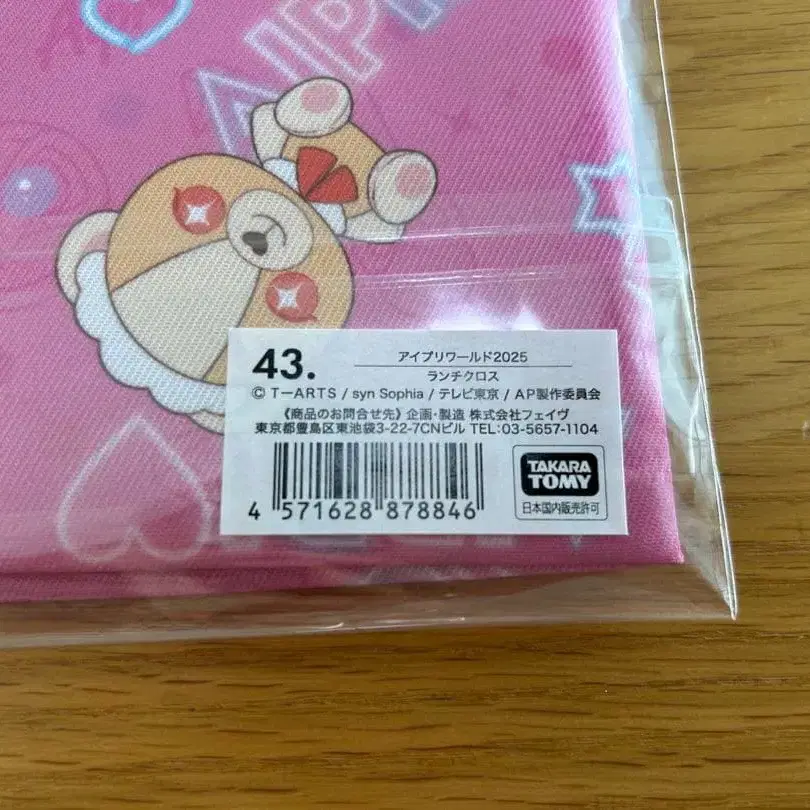 AIPR
43.
アイプリワールド2025
ランチクロス
© T-ARTS / syn Sophia / テレビ東京 / AP製作委員会
《商品のお問合せ先》企画・製造 株式会社フェイヴ
東京都豊島区東池袋3-22-7CNビル TEL:03-5657-1104
4 571628 878846
TAKARA
TOMY
日本国内販売許可